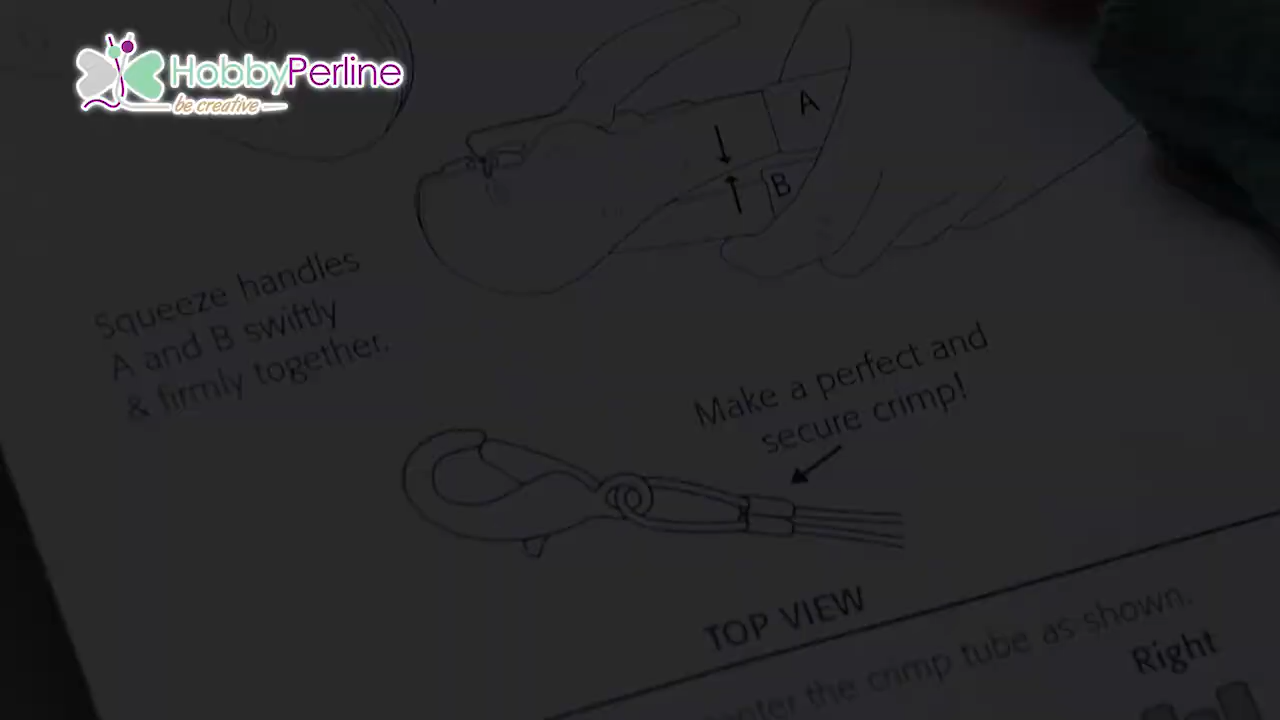 HobbyPerline
be creative
A
B
Squeeze handles
A and B swiftly
& firmly together.
Make a perfect and
secure crimp!
TOP VIEW
enter the crimp tube as shown.
Right